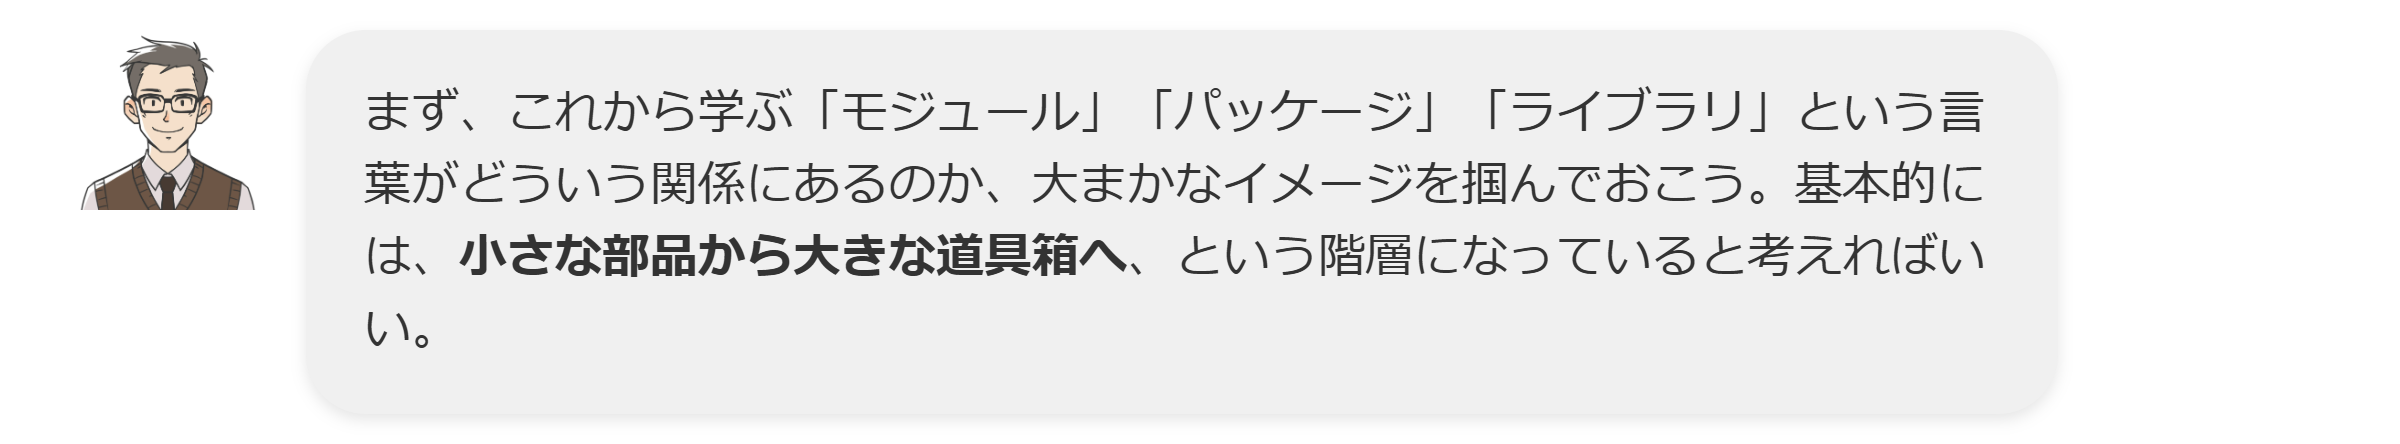 まず、これから学ぶ「モジュール」「パッケージ」「ライブラリ」という言
葉がどういう関係にあるのか、大まかなイメージを掴んでおこう。基本的に
は、小さな部品から大きな道具箱へ、という階層になっていると考えればい
い。